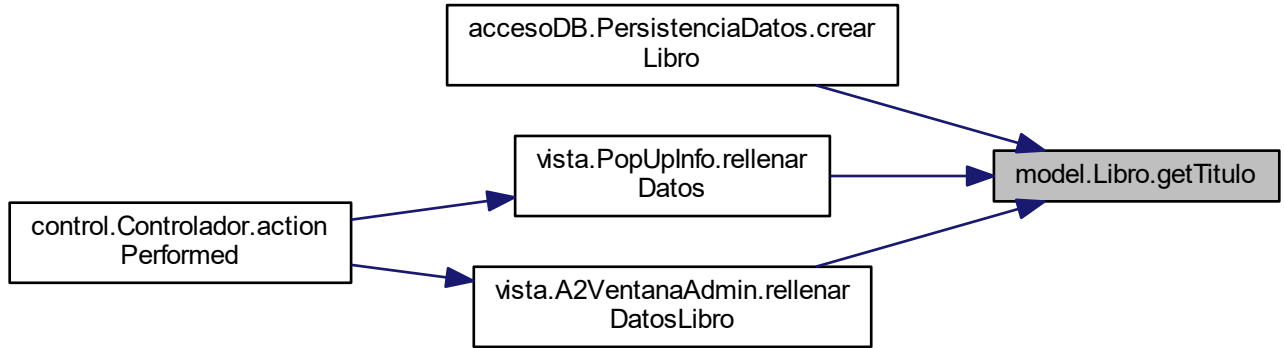 accesoDB.PersistenciaDatos.crear
Libro
vista.PopUpInfo.rellenar
Datos
model.Libro.getTitulo
control.Controlador.action
Performed
vista.A2VentanaAdmin.rellenar
DatosLibro